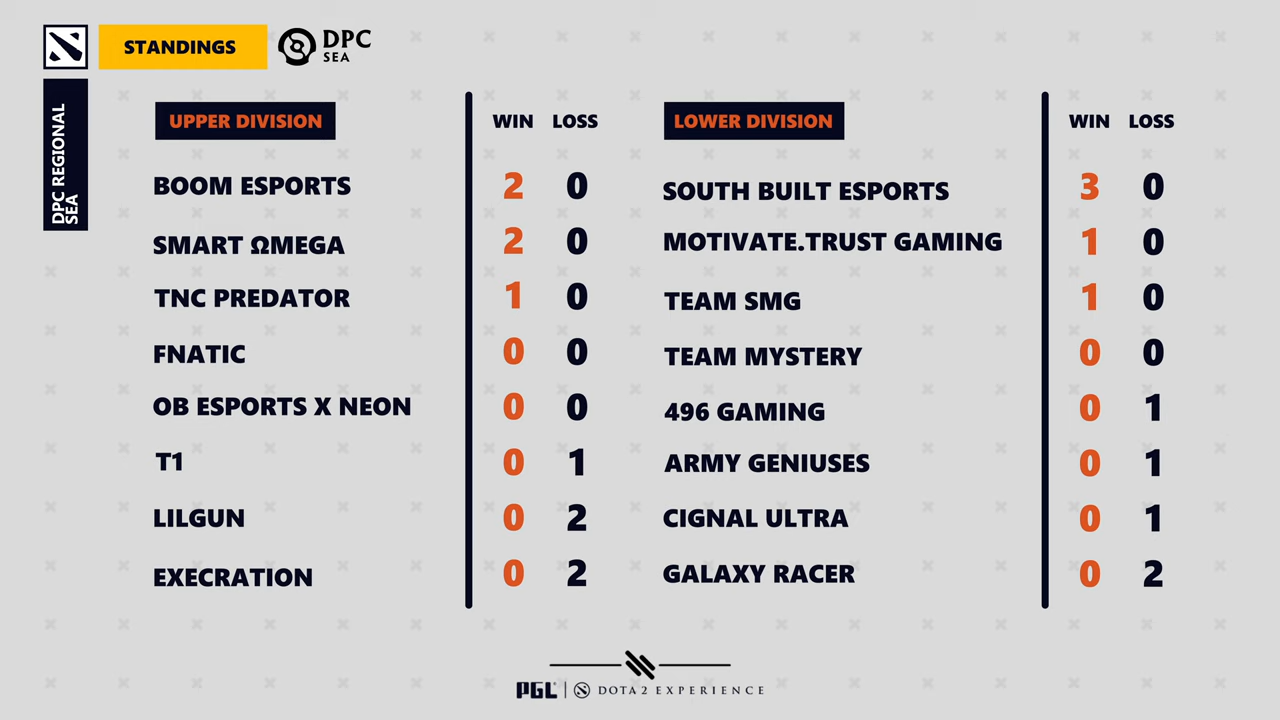 STANDINGS
DPC
SEA
DPC REGIONAL
SEA
UPPER DIVISION WIN LOSS
BOOM ESPORTS 2 0
SMART ΩMEGA 2 0
TNC PREDATOR 1 0
FNATIC 0 0
OB ESPORTS X NEON 0 0
T1 0 1
LILGUN 0 2
EXECRATION 0 2
LOWER DIVISION WIN LOSS
SOUTH BUILT ESPORTS 3 0
MOTIVATE.TRUST GAMING 1 0
TEAM SMG 1 0
TEAM MYSTERY 0 0
496 GAMING 0 1
ARMY GENIUSES 0 1
CIGNAL ULTRA 0 1
GALAXY RACER 0 2
PGL DOTA 2 EXPERIENCE